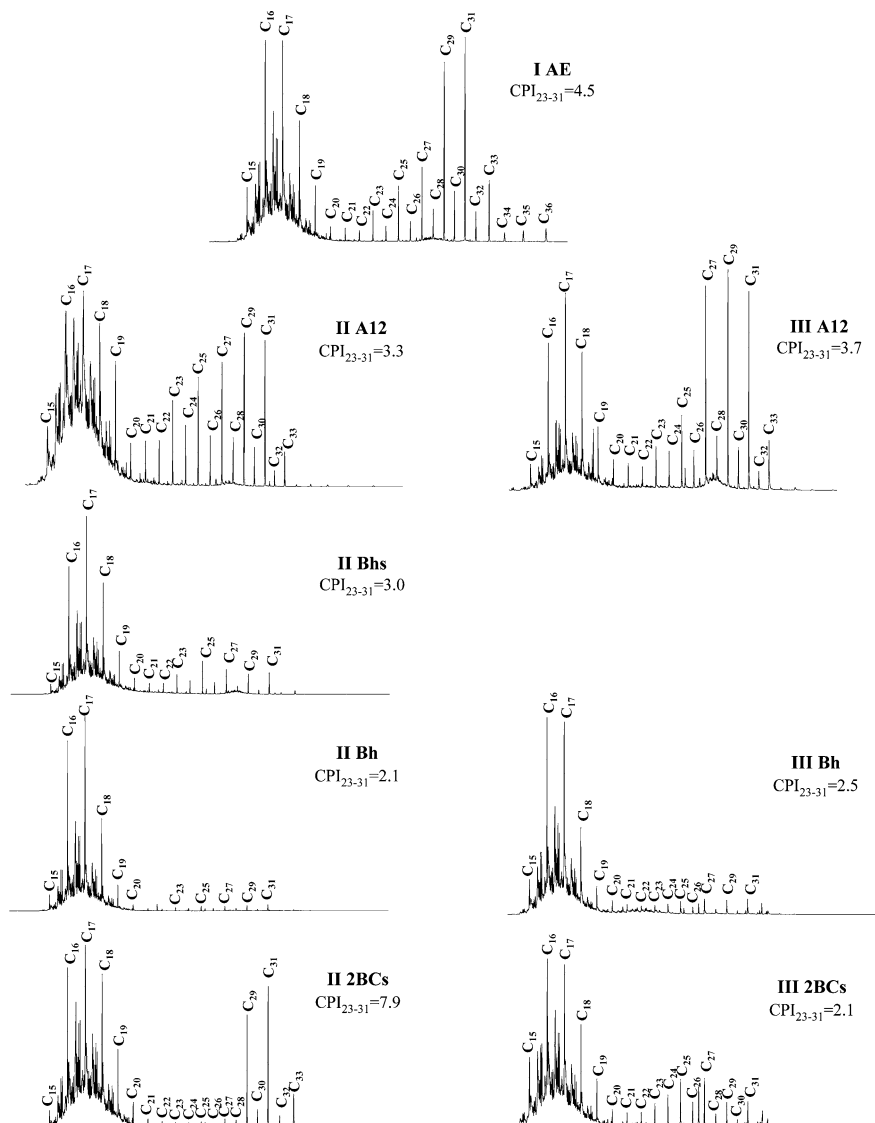 I AE
CPI23-31=4.5
C15
C16
C17
C18
C19
C20
C21
C22
C23
C24
C25
C26
C27
C28
C29
C30
C31
C32
C33
C34
C35
C36
II A12
CPI23-31=3.3
C15
C16
C17
C18
C19
C20
C21
C22
C23
C24
C25
C26
C27
C28
C29
C30
C31
C32
C33
III A12
CPI23-31=3.7
C15
C16
C17
C18
C19
C20
C21
C22
C23
C24
C25
C26
C27
C28
C29
C30
C31
C32
C33
II Bhs
CPI23-31=3.0
C15
C16
C17
C18
C19
C20
C21
C22
C23
C25
C27
C29
C31
II Bh
CPI23-31=2.1
C15
C16
C17
C18
C19
C20
C23
C25
C27
C29
C31
III Bh
CPI23-31=2.5
C15
C16
C17
C18
C19
C20
C21
C22
C23
C24
C25
C26
C27
C29
C31
II 2BCs
CPI23-31=7.9
C15
C16
C17
C18
C19
C20
C21
C22
C23
C24
C25
C26
C27
C28
C29
C30
C31
C32
C33
III 2BCs
CPI23-31=2.1
C15
C16
C17
C18
C19
C20
C21
C22
C23
C24
C25
C26
C27
C28
C29
C30
C31